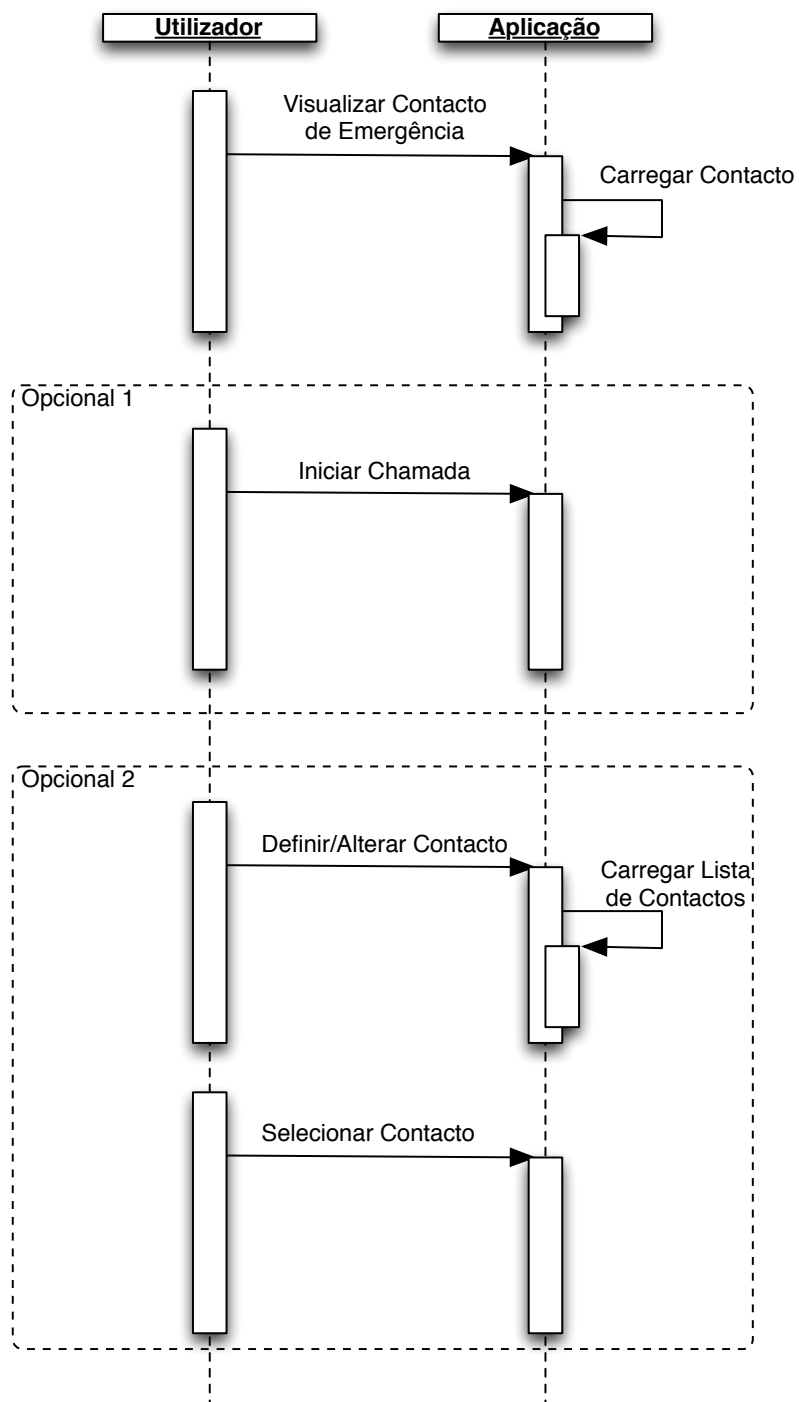 Utilizador
Aplicação
Visualizar Contacto
de Emergência
Carregar Contacto
Opcional 1
Iniciar Chamada
Opcional 2
Definir/Alterar Contacto
Carregar Lista
de Contactos
Selecionar Contacto